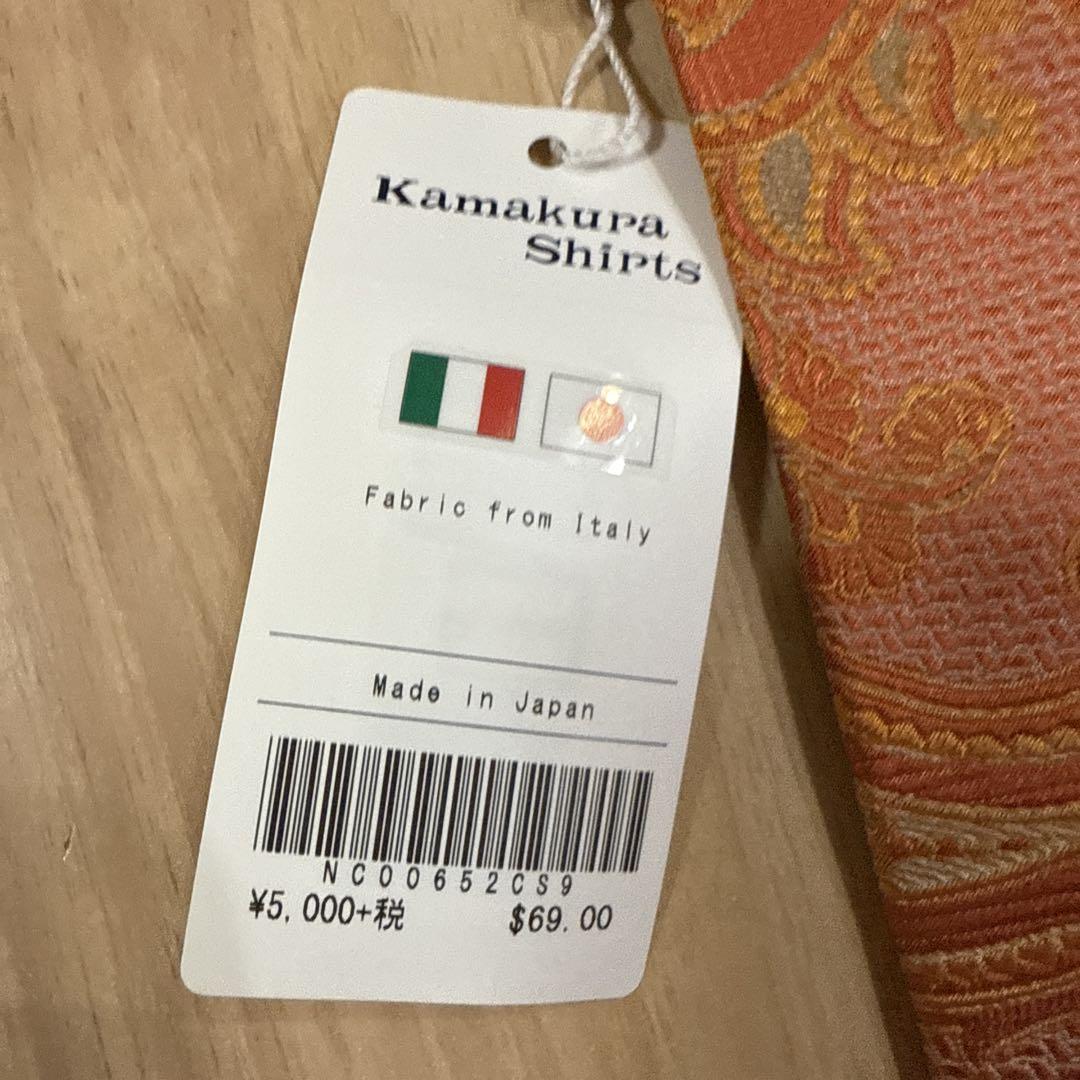 Kamakura
Shirts
Fabric from Italy
Made in Japan
NC00652CS9
¥5,000+税 $69.00